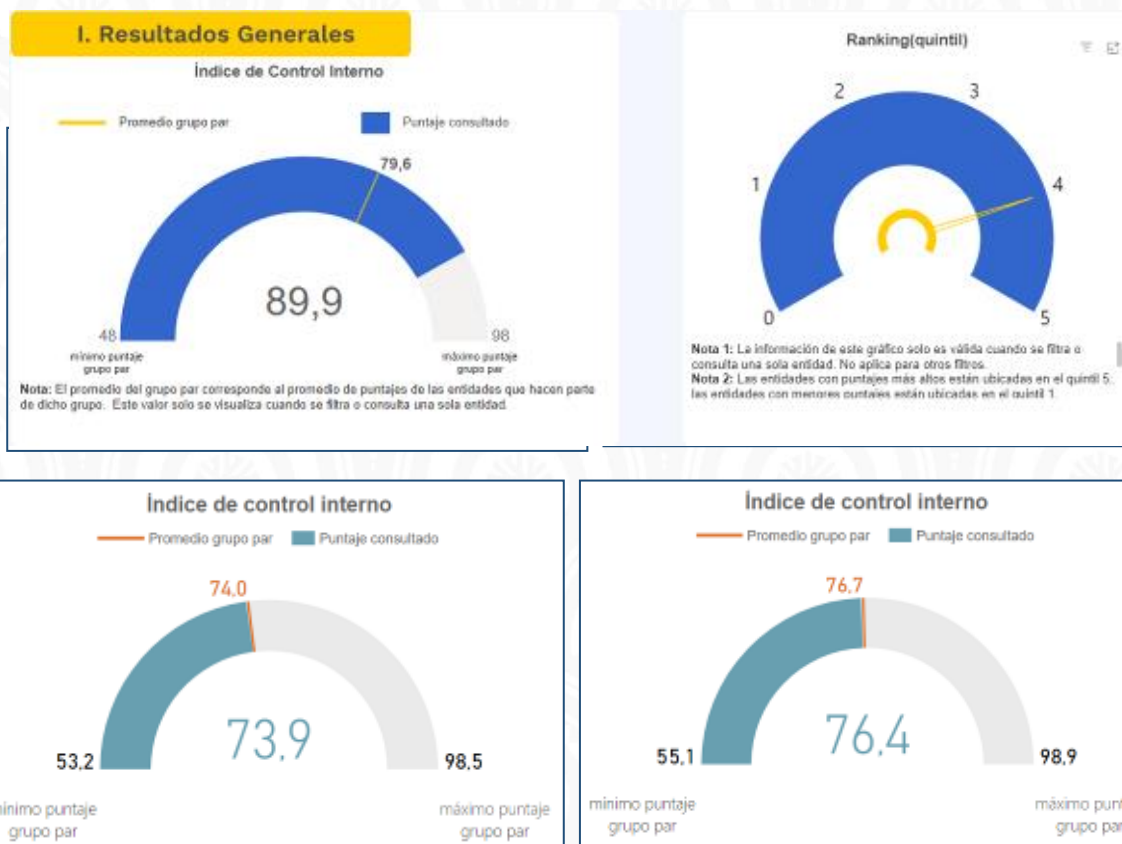 I. Resultados Generales
Índice de Control Interno
Promedio grupo par
Puntaje consultado
79,6
89,9
48
mínimo puntaje
grupo par
98
máximo puntaje
grupo par
Nota: El promedio del grupo par corresponde al promedio de puntajes de las entidades que hacen parte
de dicho grupo. Este valor solo se visualiza cuando se filtra o consulta una sola entidad.
Ranking(quintil)
0
1
2
3
4
5
Nota 1: La información de este gráfico solo es válida cuando se filtra o
consulta una sola entidad. No aplica para otros filtros.
Nota 2: Las entidades con puntajes más altos están ubicadas en el quintil 5:
las entidades con menores puntajes están ubicadas en el quintil 1.
Índice de control interno
Promedio grupo par
Puntaje consultado
74,0
73,9
53,2
98,5
nínimo puntaje
grupo par
máximo puntaje
grupo par
Índice de control interno
Promedio grupo par
Puntaje consultado
76,7
76,4
55,1
98,9
mínimo puntaje
grupo par
máximo punt
grupo par